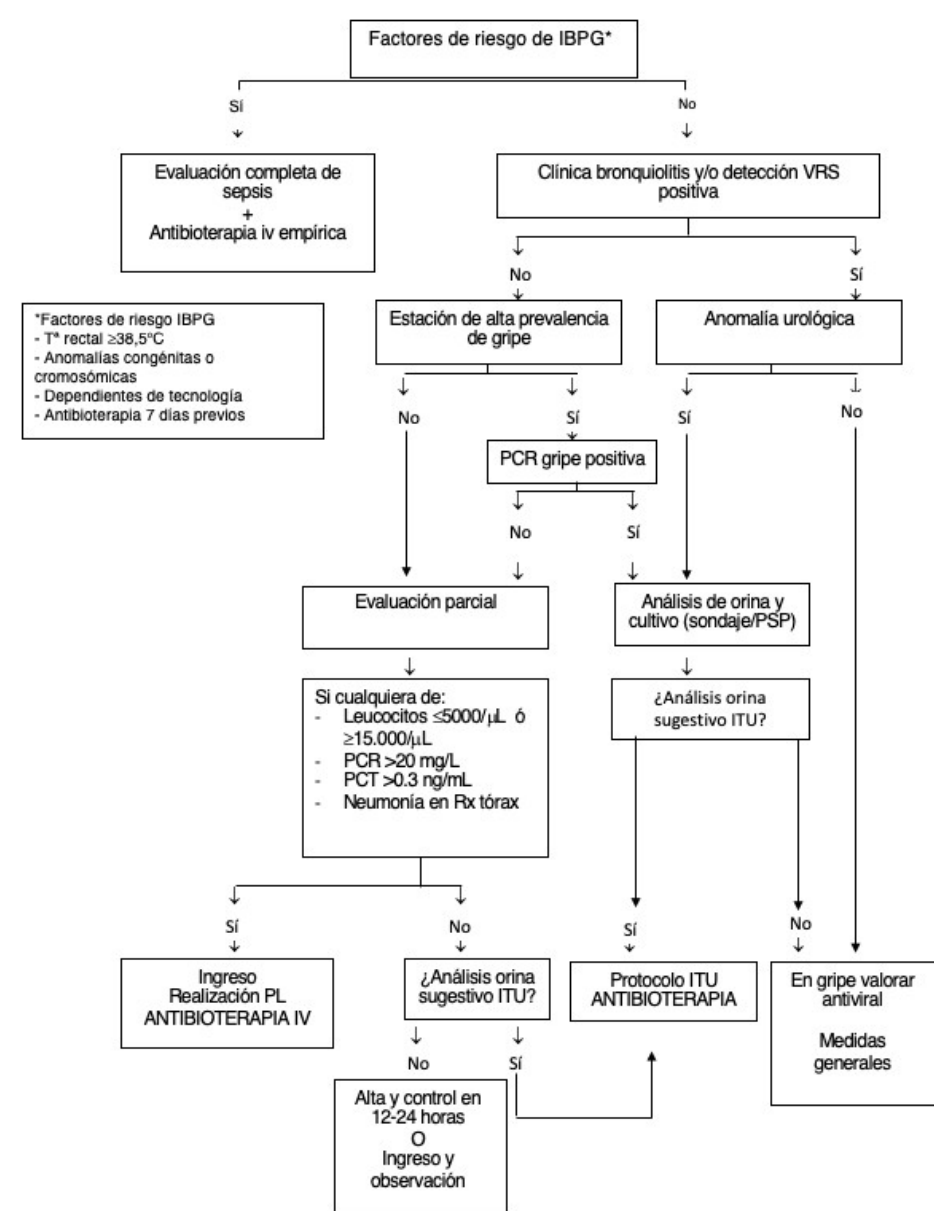 Factores de riesgo de IBPG*
Sí
No
Evaluación completa de
sepsis
+
Antibioterapia iv empírica
Clínica bronquiolitis y/o detección VRS
positiva
No
Sí
*Factores de riesgo IBPG
- Tª rectal ≥38,5°C
- Anomalías congénitas o
cromosómicas
- Dependientes de tecnología
- Antibioterapia 7 días previos
Estación de alta prevalencia
de gripe
Anomalía urológica
No
Sí
Sí
No
PCR gripe positiva
No
Sí
Evaluación parcial
Análisis de orina y
cultivo (sondaje/PSP)
Si cualquiera de:
- Leucocitos ≤5000/μL ó
≥15.000/μL
- PCR >20 mg/L
- PCT >0.3 ng/mL
- Neumonía en Rx tórax
¿Análisis orina
sugestivo ITU?
Sí
No
Sí
No
Ingreso
Realización PL
ANTIBIOTERAPIA IV
¿Análisis orina
sugestivo ITU?
Protocolo ITU
ANTIBIOTERAPIA
En gripe valorar
antiviral
Medidas
generales
No
Sí
Alta y control en
12-24 horas
O
Ingreso y
observación